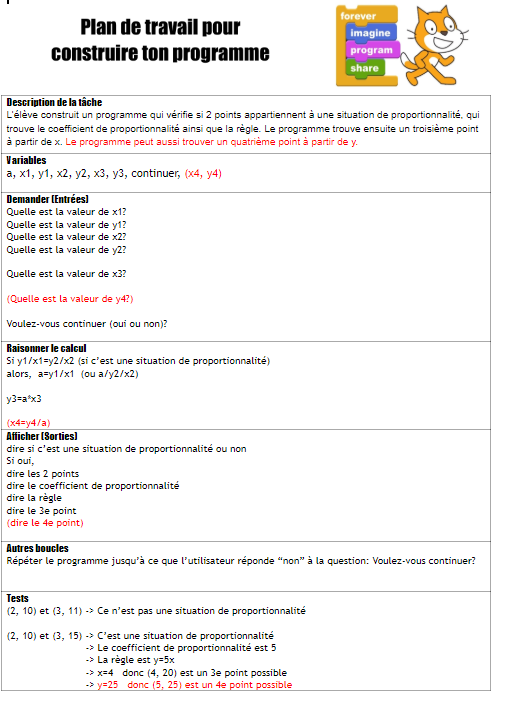 Plan de travail pour
construire ton programme
forever
imagine
program
share
Description de la tâche
L'élève construit un programme qui vérifie si 2 points appartiennent à une situation de proportionnalité, qui
trouve le coefficient de proportionnalité ainsi que la règle. Le programme trouve ensuite un troisième point
à partir de x. Le programme peut aussi trouver un quatrième point à partir de y.
Variables
a, x1, y1, x2, y2, x3, y3, continuer, (x4, y4)
Demander (Entrées)
Quelle est la valeur de x1?
Quelle est la valeur de y1?
Quelle est la valeur de x2?
Quelle est la valeur de y2?
Quelle est la valeur de x3?
(Quelle est la valeur de y4?)
Voulez-vous continuer (oui ou non)?
Raisonner le calcul
Si y1/x1=y2/x2 (si c'est une situation de proportionnalité)
alors, a=y1/x1 (ou a/y2/x2)
y3=a*x3
(x4=y4/a)
Afficher (Sorties)
dire si c'est une situation de proportionnalité ou non
Si oui,
dire les 2 points
dire le coefficient de proportionnalité
dire la règle
dire le 3e point
(dire le 4e point)
Autres boucles
Répéter le programme jusqu'à ce que l'utilisateur réponde "non" à la question: Voulez-vous continuer?
Tests
(2, 10) et (3, 11) -> Ce n'est pas une situation de proportionnalité
(2, 10) et (3, 15) -> C'est une situation de proportionnalité
-> Le coefficient de proportionnalité est 5
-> La règle est y=5x
-> x=4 donc (4, 20) est un 3e point possible
-> y=25 donc (5, 25) est un 4e point possible